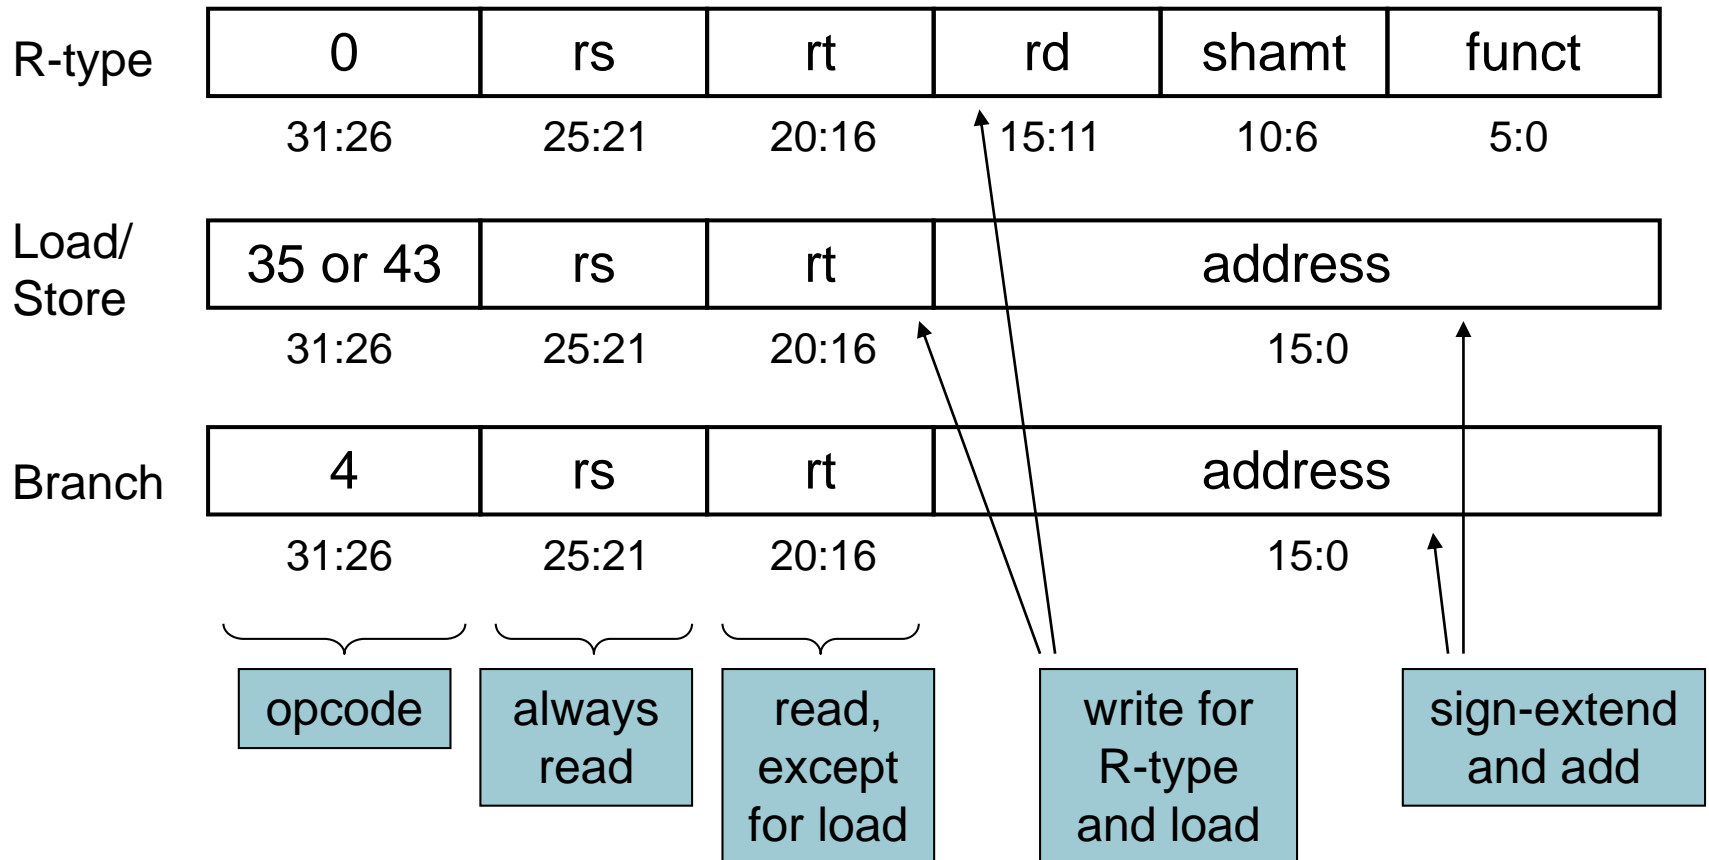 R-type 0 rs rt rd shamt funct
31:26 25:21 20:16 15:11 10:6 5:0
Load/
Store
35 or 43 rs rt address
31:26 25:21 20:16 15:0
Branch 4 rs rt address
31:26 25:21 20:16 15:0
opcode
always
read
read,
except
for load
write for
R-type
and load
sign-extend
and add